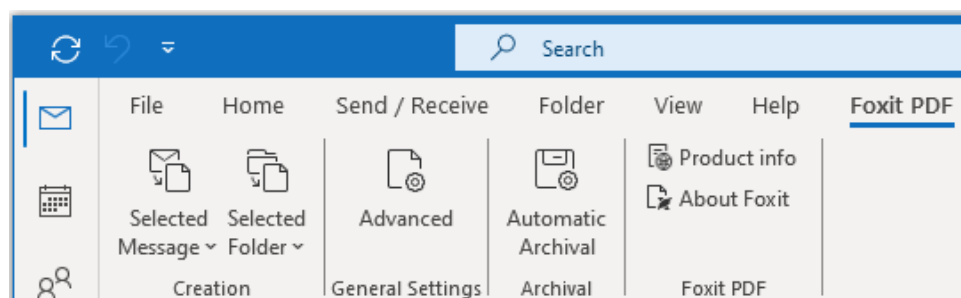 Search
File Home Send / Receive Folder View Help Foxit PDF
Selected Message
Selected Folder
Creation
Advanced
General Settings
Automatic Archival
Archival
Product info
About Foxit
Foxit PDF